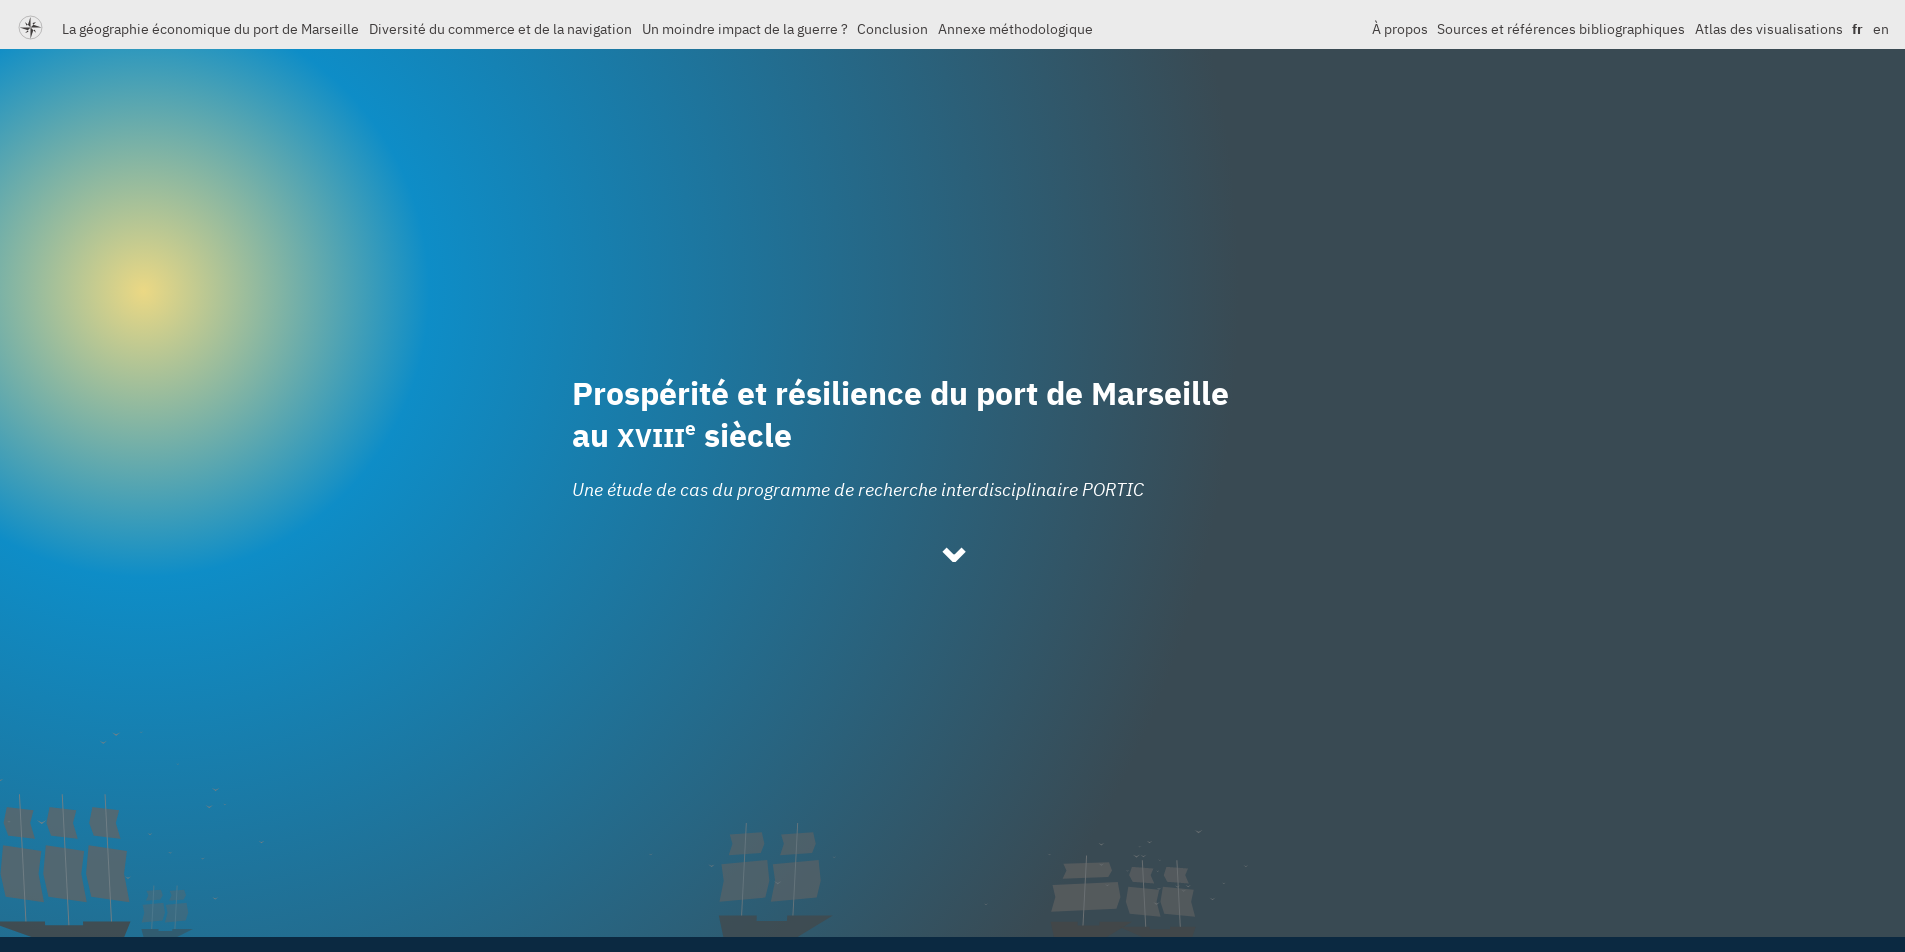 La géographie économique du port de Marseille Diversité du commerce et de la navigation Un moindre impact de la guerre ? Conclusion Annexe méthodologique À propos Sources et références bibliographiques Atlas des visualisations fr en
Prospérité et résilience du port de Marseille
au XVIIIe siècle
Une étude de cas du programme de recherche interdisciplinaire PORTIC